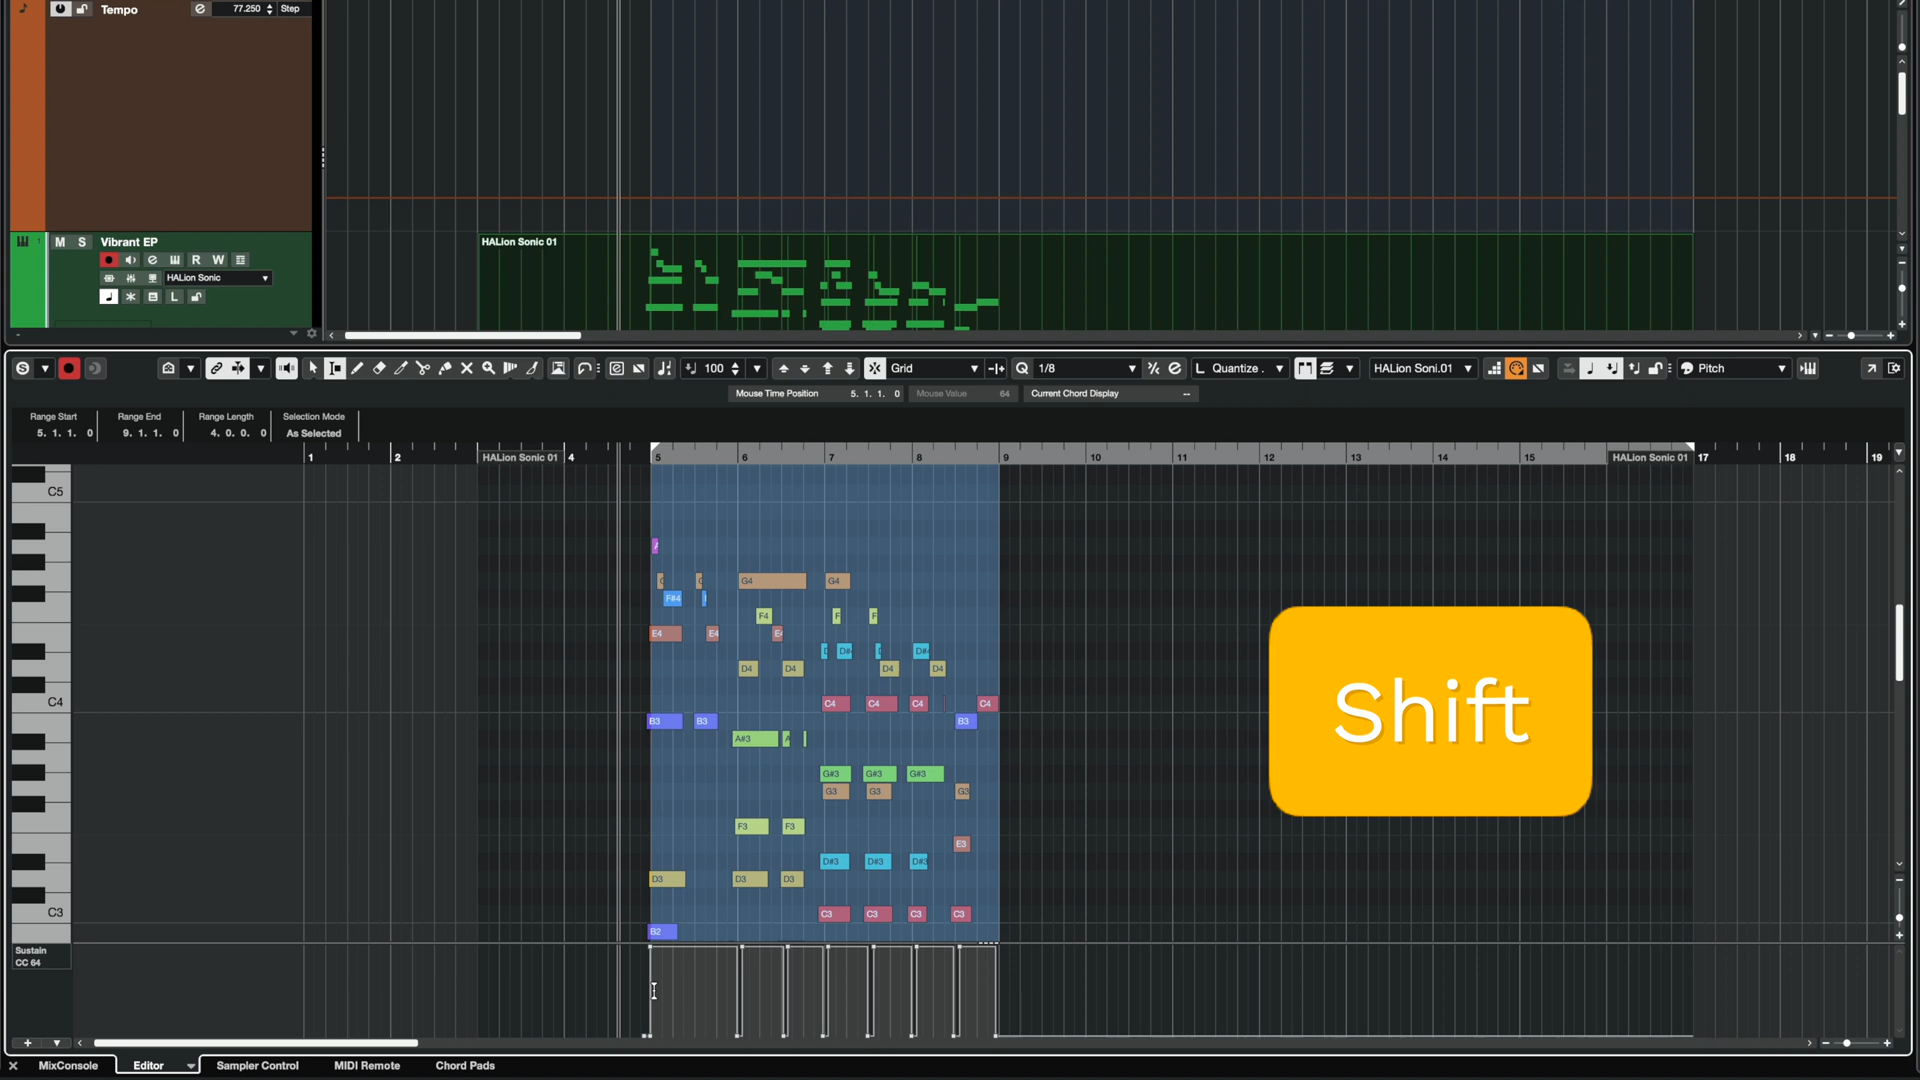 Tempo
77.250
Step
1
M S Vibrant EP
R W
HALion Sonic
L
HALion Sonic 01
100
Grid
Q 1/8
L Quantize .
HALion Soni.01
Pitch
Mouse Time Position 5. 1. 1. 0
Mouse Value 64
Current Chord Display --
Range Start Range End Range Length Selection Mode
5. 1. 1. 0 9. 1. 1. 0 4. 0. 0. 0 As Selected
1 2 HALion Sonic 01 4 5 6 7 8 9 10 11 12 13 14 15 HALion Sonic 01 17 18 19
C5
G4 G4
F#4
F4 F F
E4 E4 E4
D# D#
D4 D4 D4 D4
C4 C4 C4 C4 C4
B3 B3 B3
A#3 A
G#3 G#3 G#3
G3 G3 G3
F3 F3
E3
D#3 D#3 D#3
D3 D3 D3
C3 C3 C3 C3 C3
B2
Shift
Sustain
CC 64
MixConsole Editor Sampler Control MIDI Remote Chord Pads